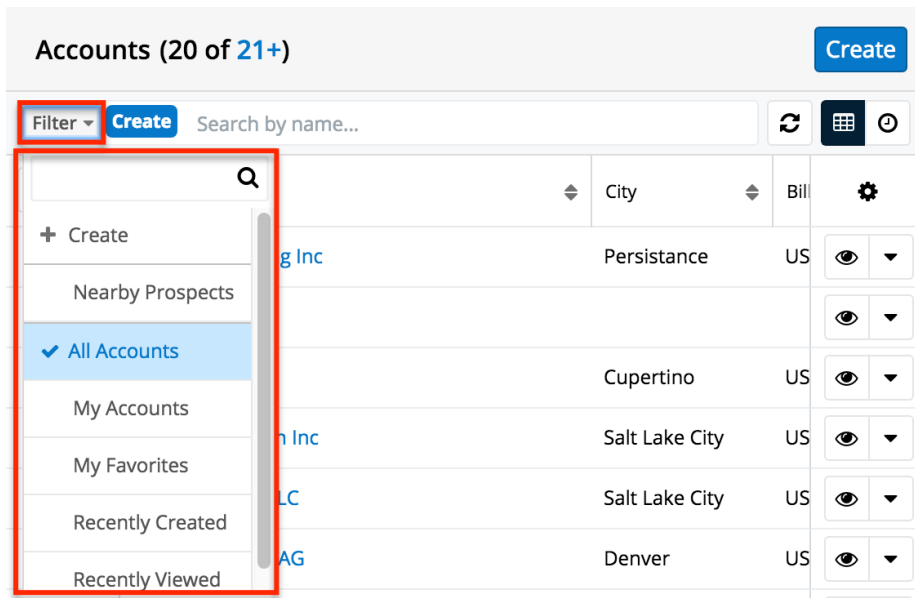 Accounts (20 of 21+)
Create
Filter
Create
Search by name...
City
Bill
Create
g Inc
Persistance
US
Nearby Prospects
All Accounts
Cupertino
US
My Accounts
n Inc
Salt Lake City
US
My Favorites
LC
Salt Lake City
US
Recently Created
AG
Denver
US
Recently Viewed